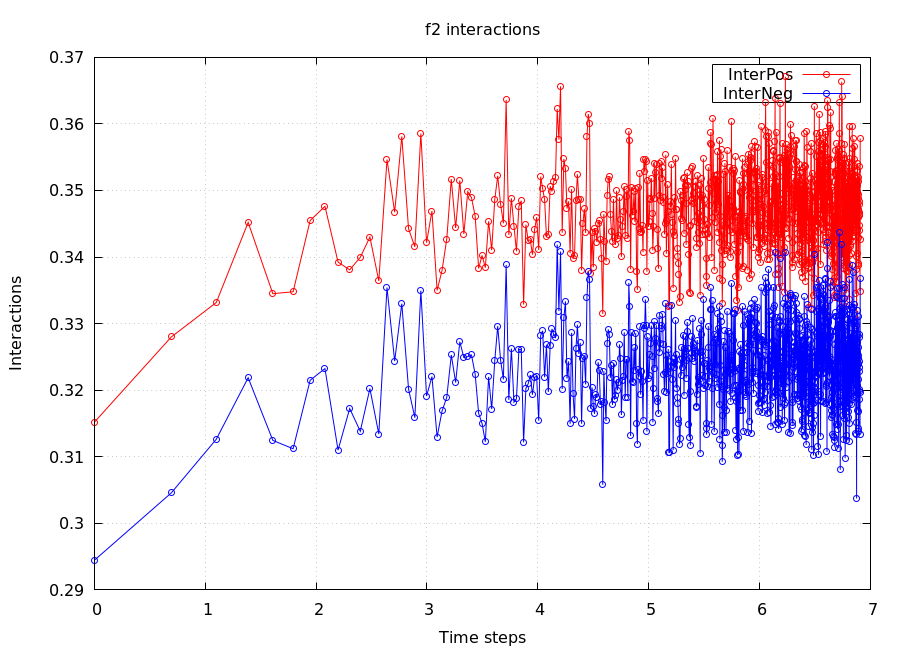 f2 interactions
InterPos
InterNeg
Interactions
0.37
0.36
0.35
0.34
0.33
0.32
0.31
0.3
0.29
0 1 2 3 4 5 6 7
Time steps